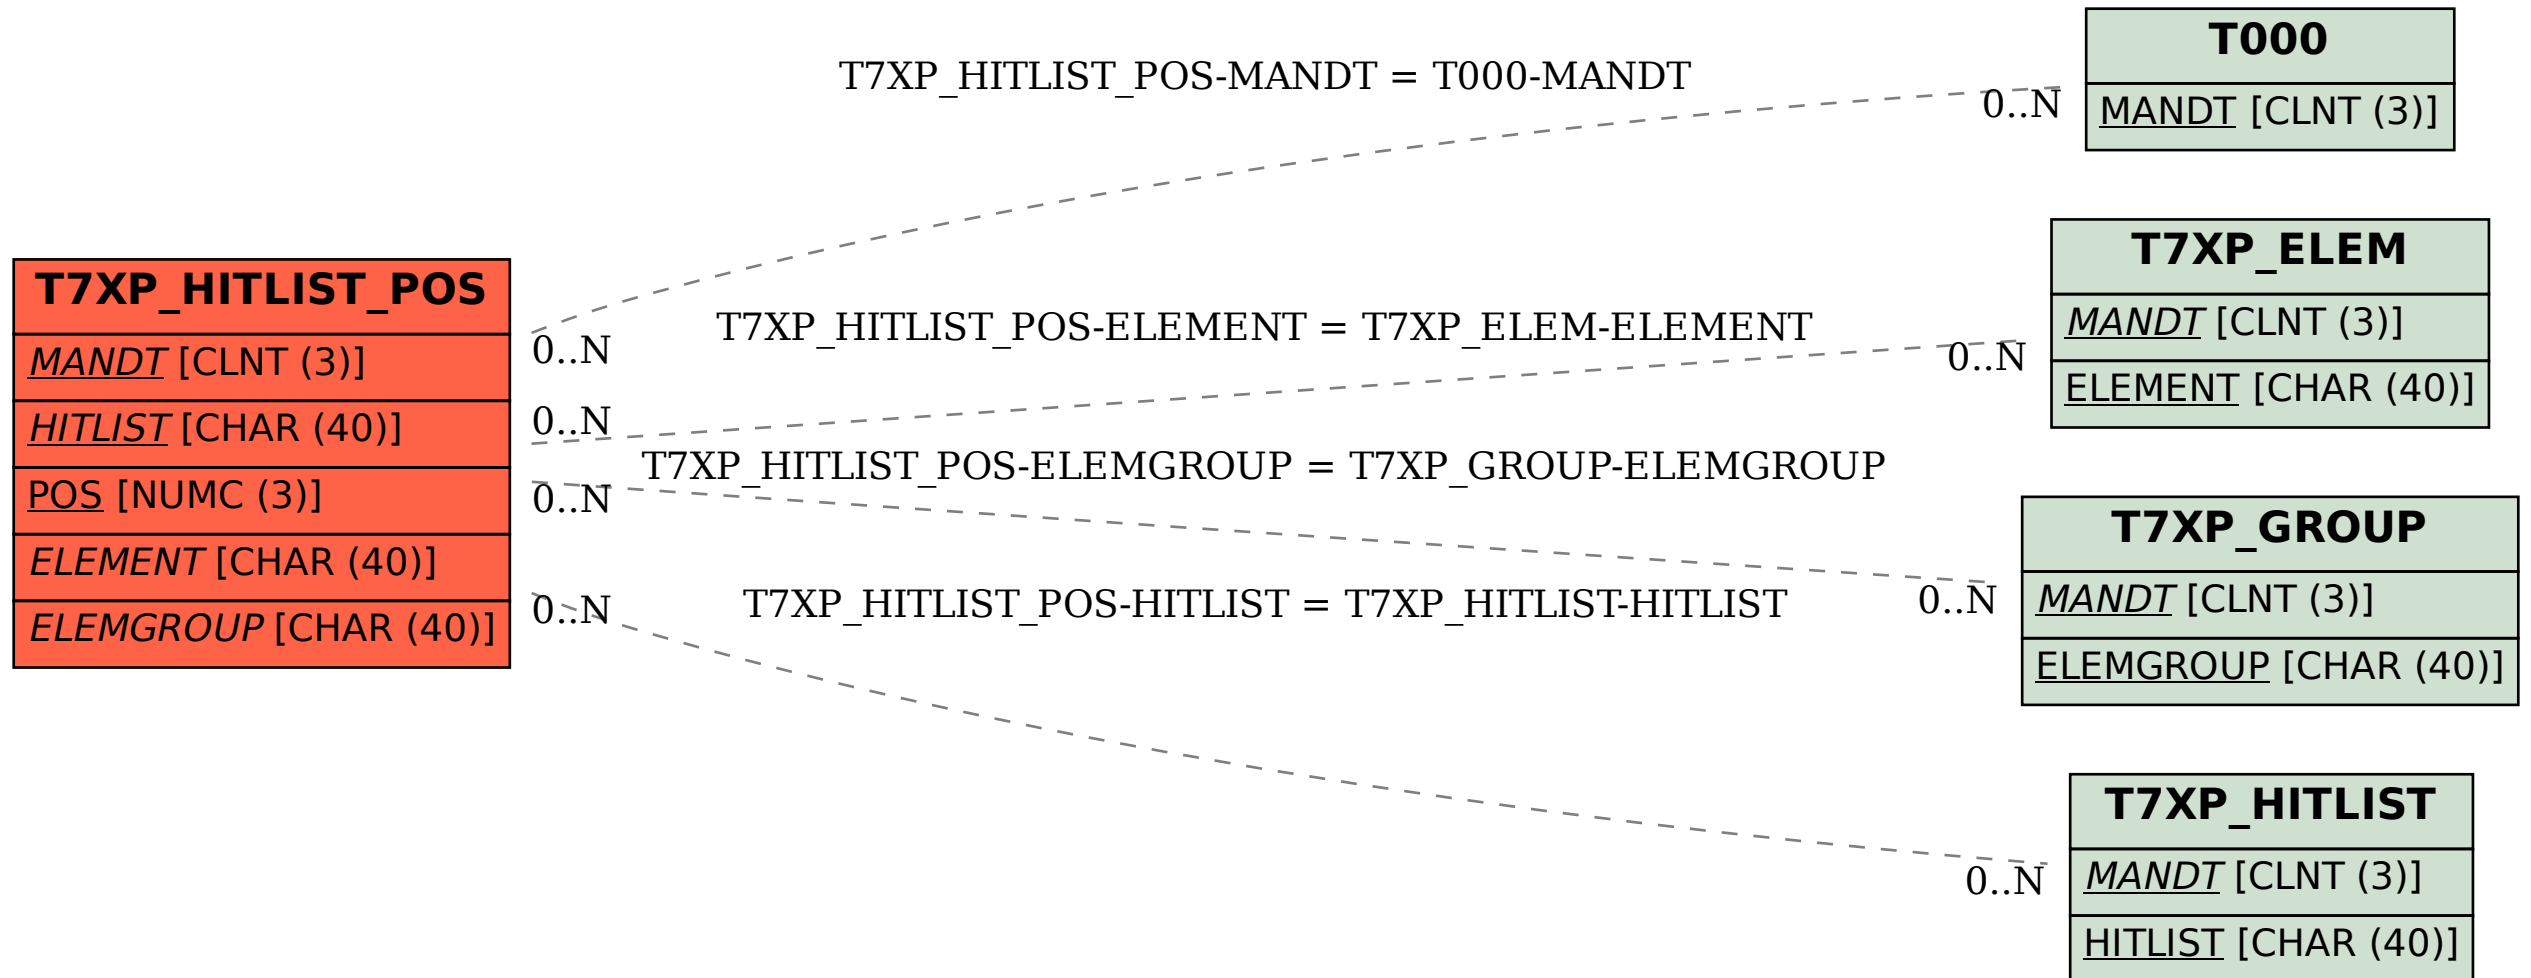 T7XP_HITLIST_POS
MANDT [CLNT (3)]
HITLIST [CHAR (40)]
POS [NUMC (3)]
ELEMENT [CHAR (40)]
ELEMGROUP [CHAR (40)]
T7XP_HITLIST_POS-MANDT = T000-MANDT
0..N
0..N
T7XP_HITLIST_POS-ELEMENT = T7XP_ELEM-ELEMENT
0..N
0..N
T7XP_HITLIST_POS-ELEMGROUP = T7XP_GROUP-ELEMGROUP
0..N
0..N
T7XP_HITLIST_POS-HITLIST = T7XP_HITLIST-HITLIST
0..N
0..N
T000
MANDT [CLNT (3)]
T7XP_ELEM
MANDT [CLNT (3)]
ELEMENT [CHAR (40)]
T7XP_GROUP
MANDT [CLNT (3)]
ELEMGROUP [CHAR (40)]
T7XP_HITLIST
MANDT [CLNT (3)]
HITLIST [CHAR (40)]